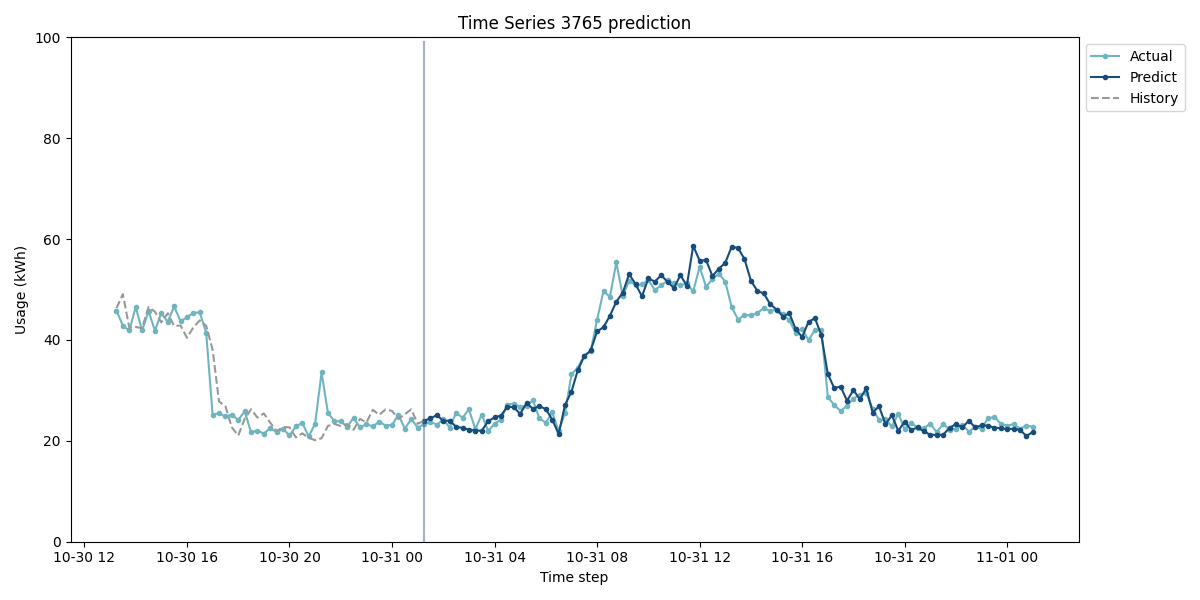 Time Series 3765 prediction
100
80
60
40
20
0
Usage (kWh)
10-30 12
10-30 16
10-30 20
10-31 00
10-31 04
10-31 08
10-31 12
10-31 16
10-31 20
11-01 00
Time step
Actual
Predict
History